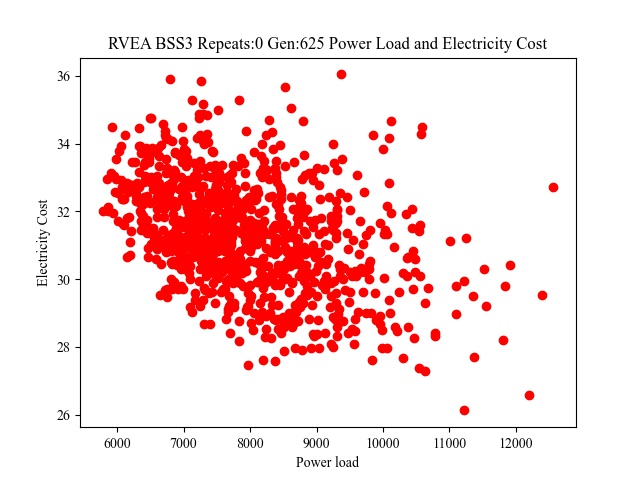 RVEA BSS3 Repeats:0 Gen:625 Power Load and Electricity Cost
36
34
32
30
28
26
Electricity Cost
6000 7000 8000 9000 10000 11000 12000
Power load